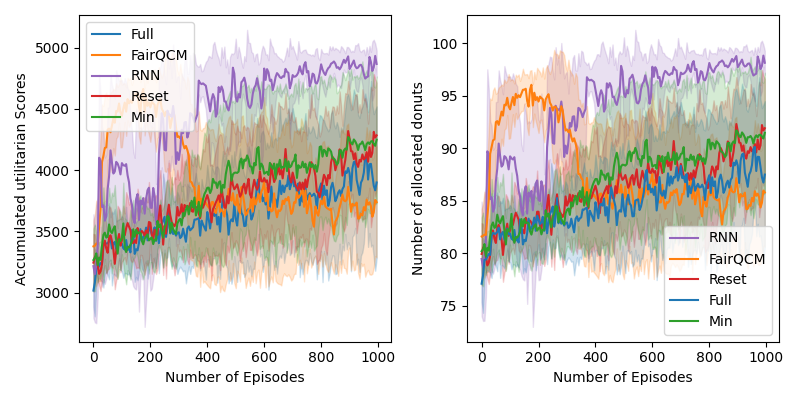 Full
FairQCM
RNN
Reset
Min
Accumulated utilitarian Scores
5000
4500
4000
3500
3000
0
200
400
600
800
1000
Number of Episodes
Number of allocated donuts
100
95
90
85
80
75
RNN
FairQCM
Reset
Full
Min
0
200
400
600
800
1000
Number of Episodes